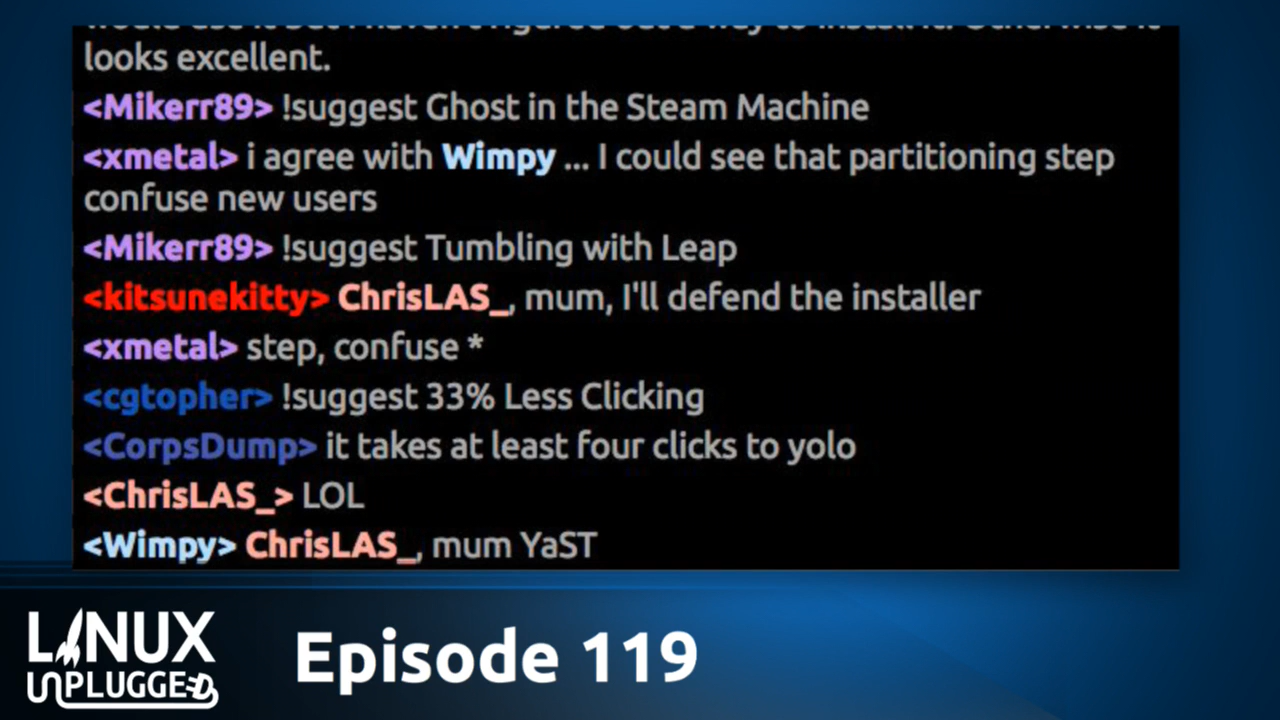 looks excellent.
<Mikerr89> !suggest Ghost in the Steam Machine
<xmetal> i agree with Wimpy ... I could see that partitioning step
confuse new users
<Mikerr89> !suggest Tumbling with Leap
<kitsunekitty> ChrisLAS_, mum, I'll defend the installer
<xmetal> step, confuse *
<cgtopher> !suggest 33% Less Clicking
<CorpsDump> it takes at least four clicks to yolo
<ChrisLAS_> LOL
<Wimpy> ChrisLAS_, mum YaST
LINUX
UNPLUGGED
Episode 119